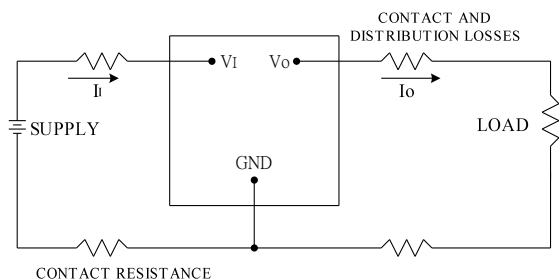 CONTACT AND
DISTRIBUTION LOSSES
VI
VO
II
IO
SUPPLY
LOAD
GND
CONTACT RESISTANCE